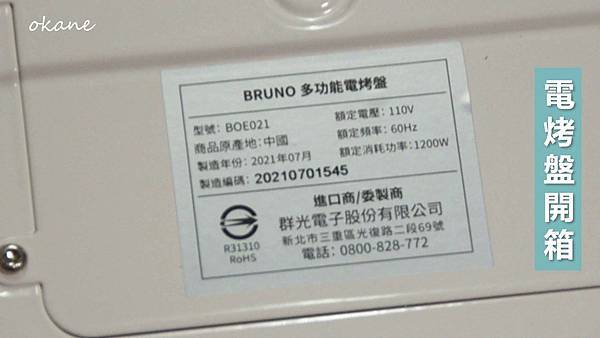 okane
BRUNO 多功能電烤盤
型號: BOE021
額定電壓: 110V
商品原產地: 中國
額定頻率: 60Hz
製造年份: 2021年07月
額定消耗功率: 1200W
製造編碼: 20210701545
進口商/委製商
群光電子股份有限公司
新北市三重區光復路二段69號
電話: 0800-828-772
R31310
RoHS
電烤盤開箱